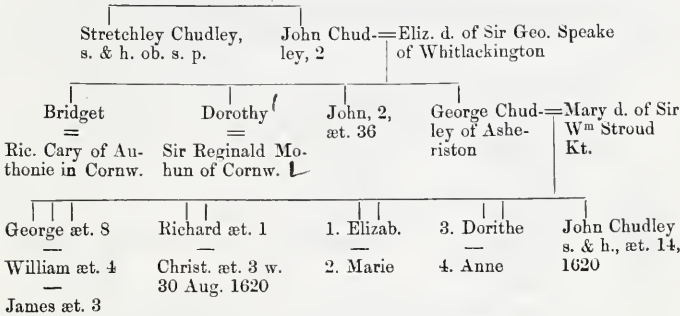 Stretchley Chudley,
s. & h. ob. s. p.
John Chud-
ley, 2
=Eliz. d. of Sir Geo. Speake
of Whitlackington
Bridget
=
Ric. Cary of Au-
thonie in Cornw.
Dorothy
=
Sir Reginald Mo-
hun of Cornw.
John, 2,
æt. 36
George Chud-
ley of Ashe-
riston
=Mary d. of Sir
Wm Stroud
Kt.
George æt. 8
—
William æt. 4
—
James æt. 3
Richard æt. 1
—
Christ. æt. 3 w.
30 Aug. 1620
1. Elizab.
—
2. Marie
3. Dorithe
—
4. Anne
John Chudley
s. & h., æt. 14,
1620